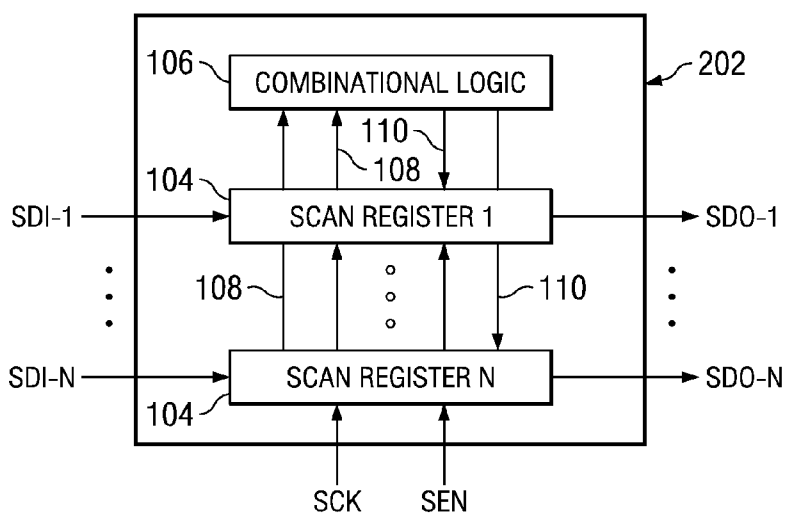 106
COMBINATIONAL LOGIC
202
110
108
104
SDI-1
SCAN REGISTER 1
SDO-1
108
110
SDI-N
SCAN REGISTER N
SDO-N
104
SCK
SEN